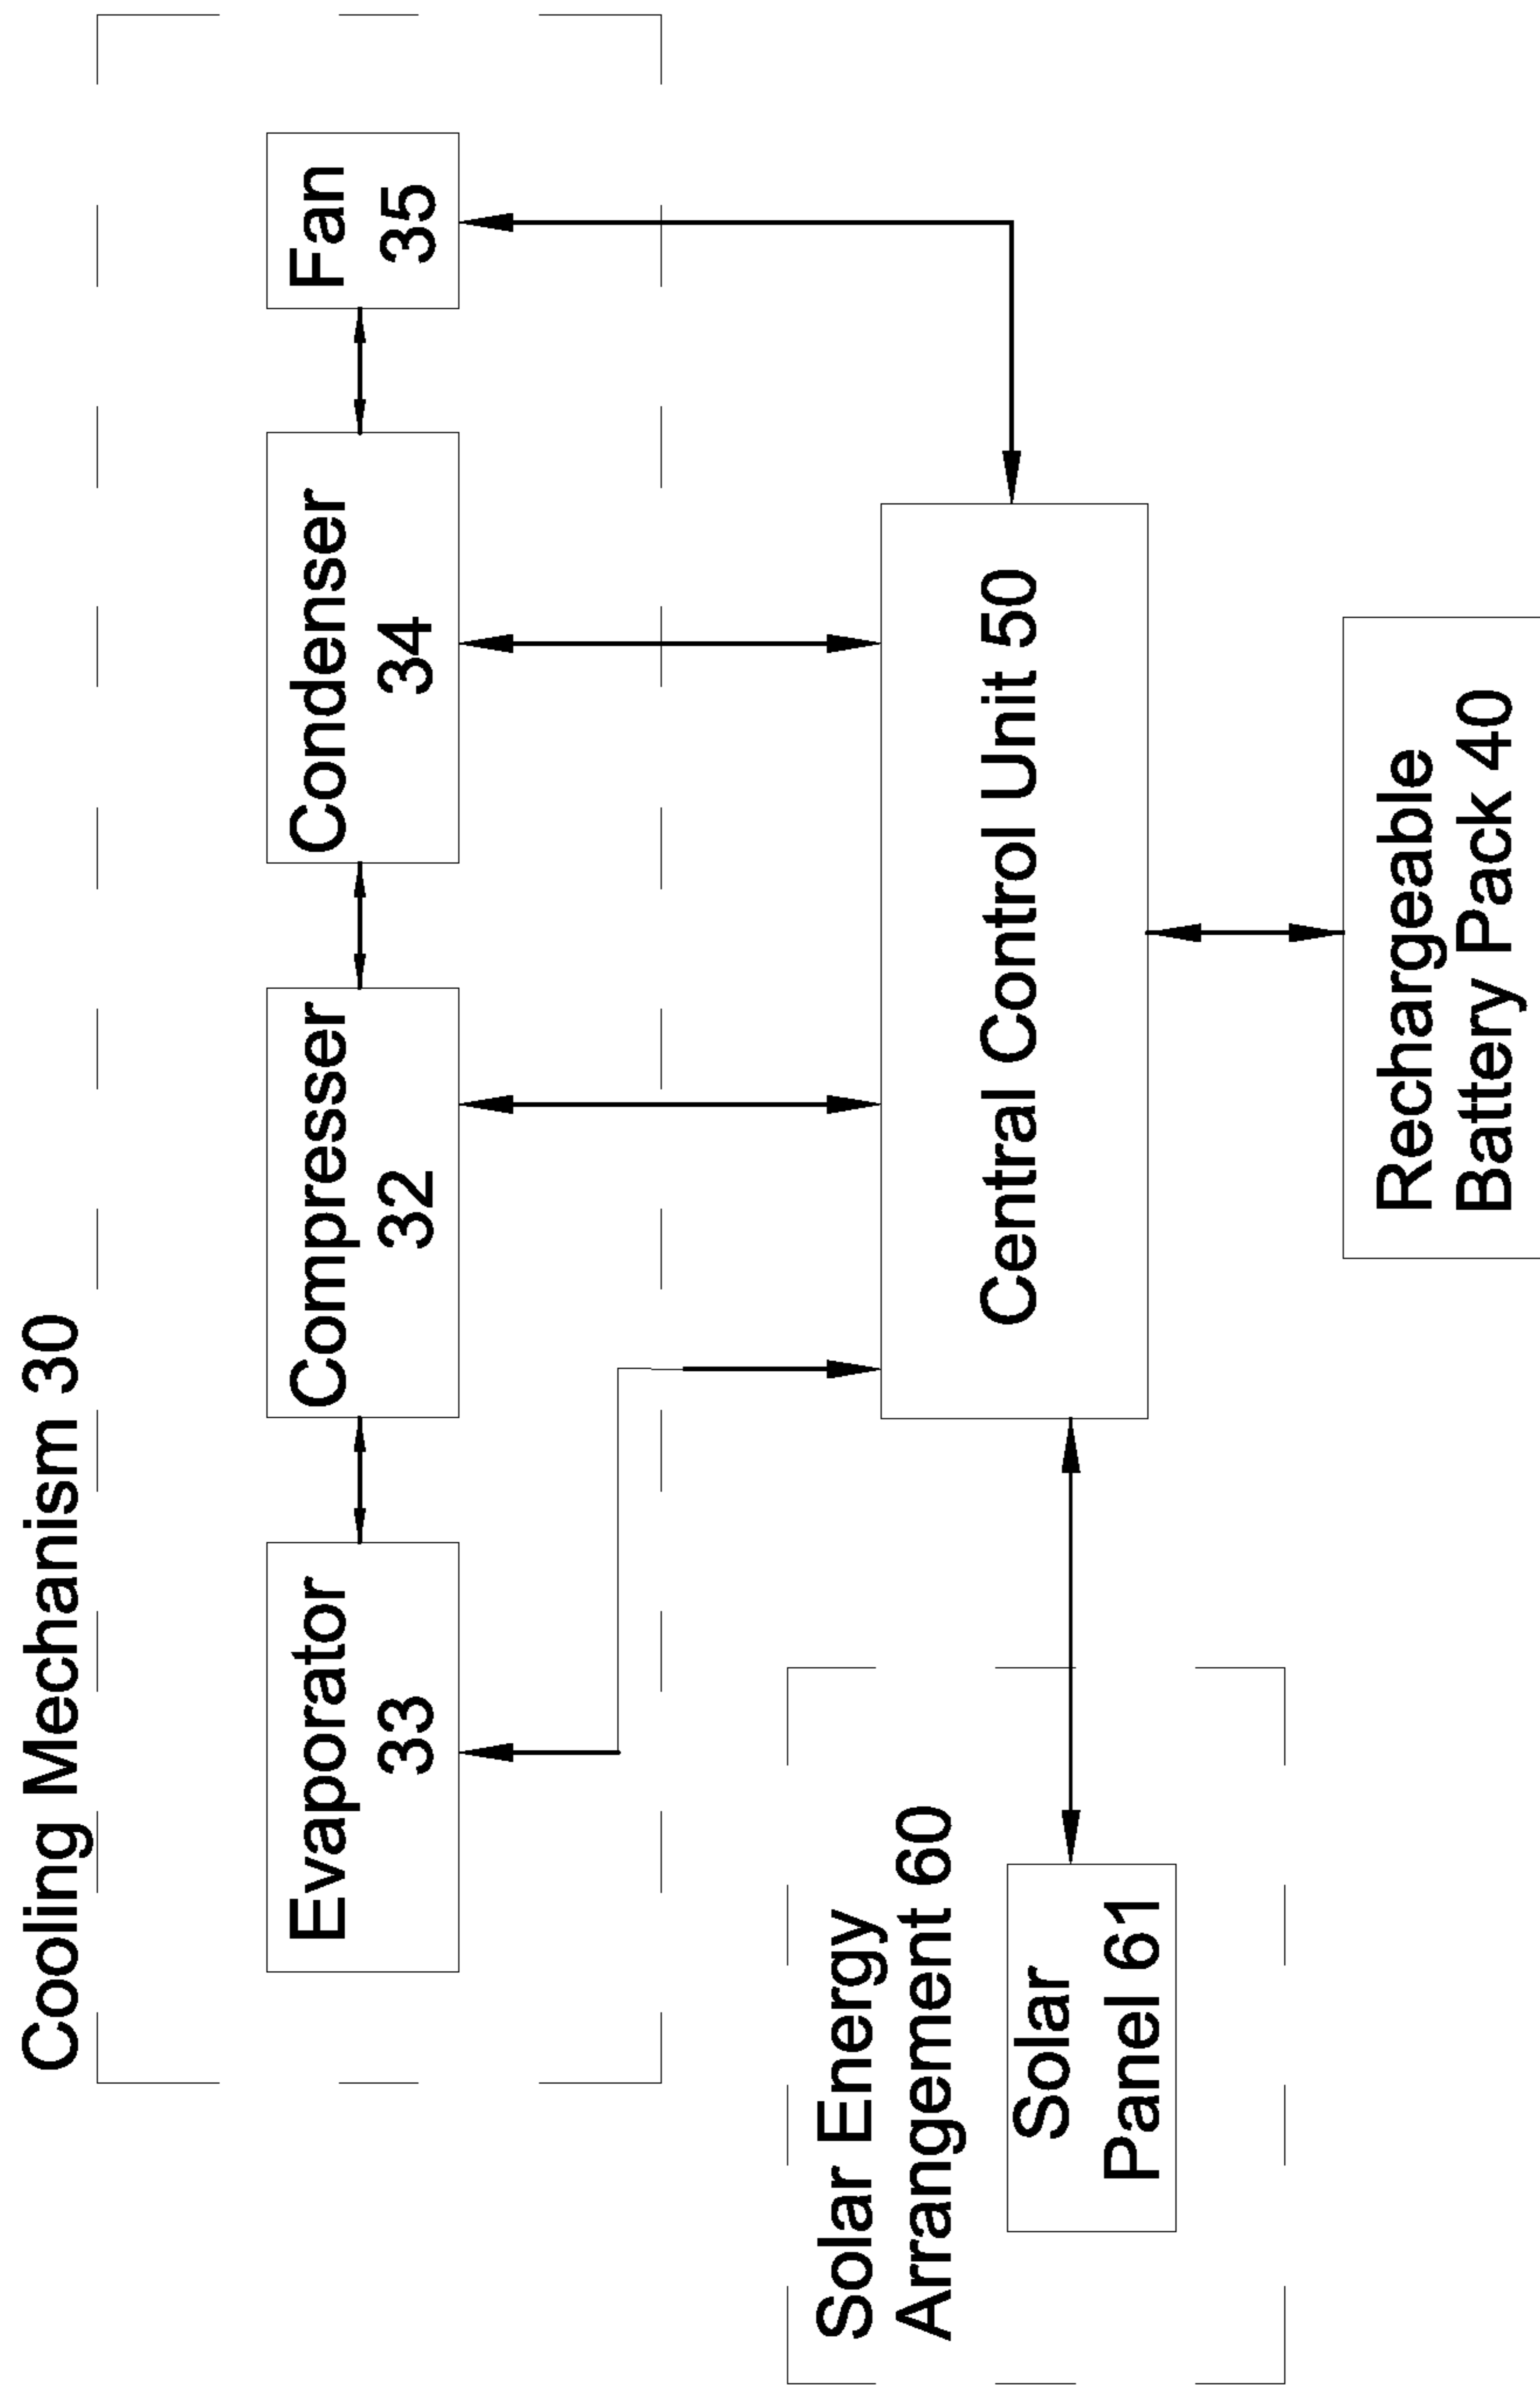 Cooling Mechanism 30
Evaporator
33
Compresser
32
Condenser
34
Fan
35
Solar Energy
Arrangement 60
Solar
Panel 61
Central Control Unit 50
Rechargeable
Battery Pack 40